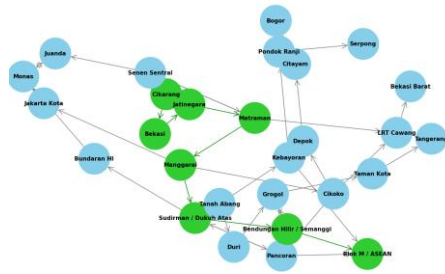 Bogor
Pondok Ranji
Serpong
Citayam
Juanda
Senen Sentral
Monas
Bekasi Barat
Cikarang
Jakarta Kota
Jatinegara
Matraman
Bekasi
LRT Cawang
Tangerang
Depok
Bundaran HI
Manggarai
Kebayoran
Taman Kota
Tanah Abang
Grogol
Cikoko
Sudirman / Dukuh Atas
Bendungan Hilir / Semanggi
Duri
Pancoran
Blok M / ASEAN